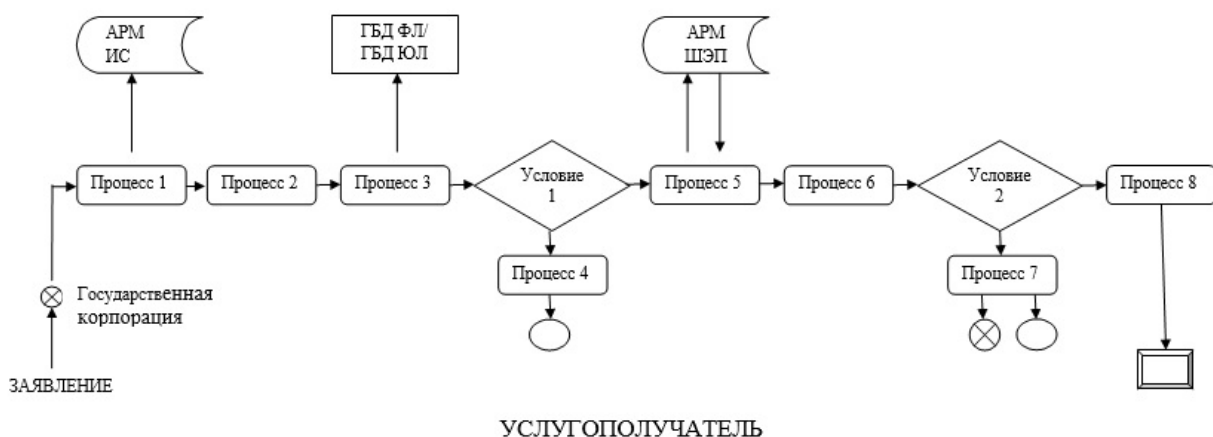 АРМ
ИС
ГБД ФЛ/
ГБД ЮЛ
АРМ
ШЭП
Процесс 1
Процесс 2
Процесс 3
Условие
1
Процесс 5
Процесс 6
Условие
2
Процесс 8
Процесс 4
Процесс 7
Государственная
корпорация
ЗАЯВЛЕНИЕ
УСЛУГОПОЛУЧАТЕЛЬ